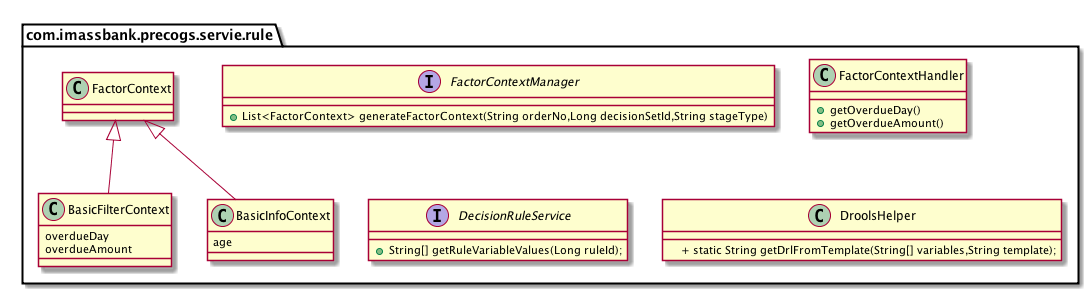 com.imassbank.precogs.servie.rule
C FactorContext
I FactorContextManager
List<FactorContext> generateFactorContext(String orderNo,Long decisionSetId,String stageType)
C FactorContextHandler
getOverdueDay()
getOverdueAmount()
C BasicFilterContext
overdueDay
overdueAmount
C BasicInfoContext
age
I DecisionRuleService
String[] getRuleVariableValues(Long ruleId);
C DroolsHelper
+ static String getDrlFromTemplate(String[] variables,String template);